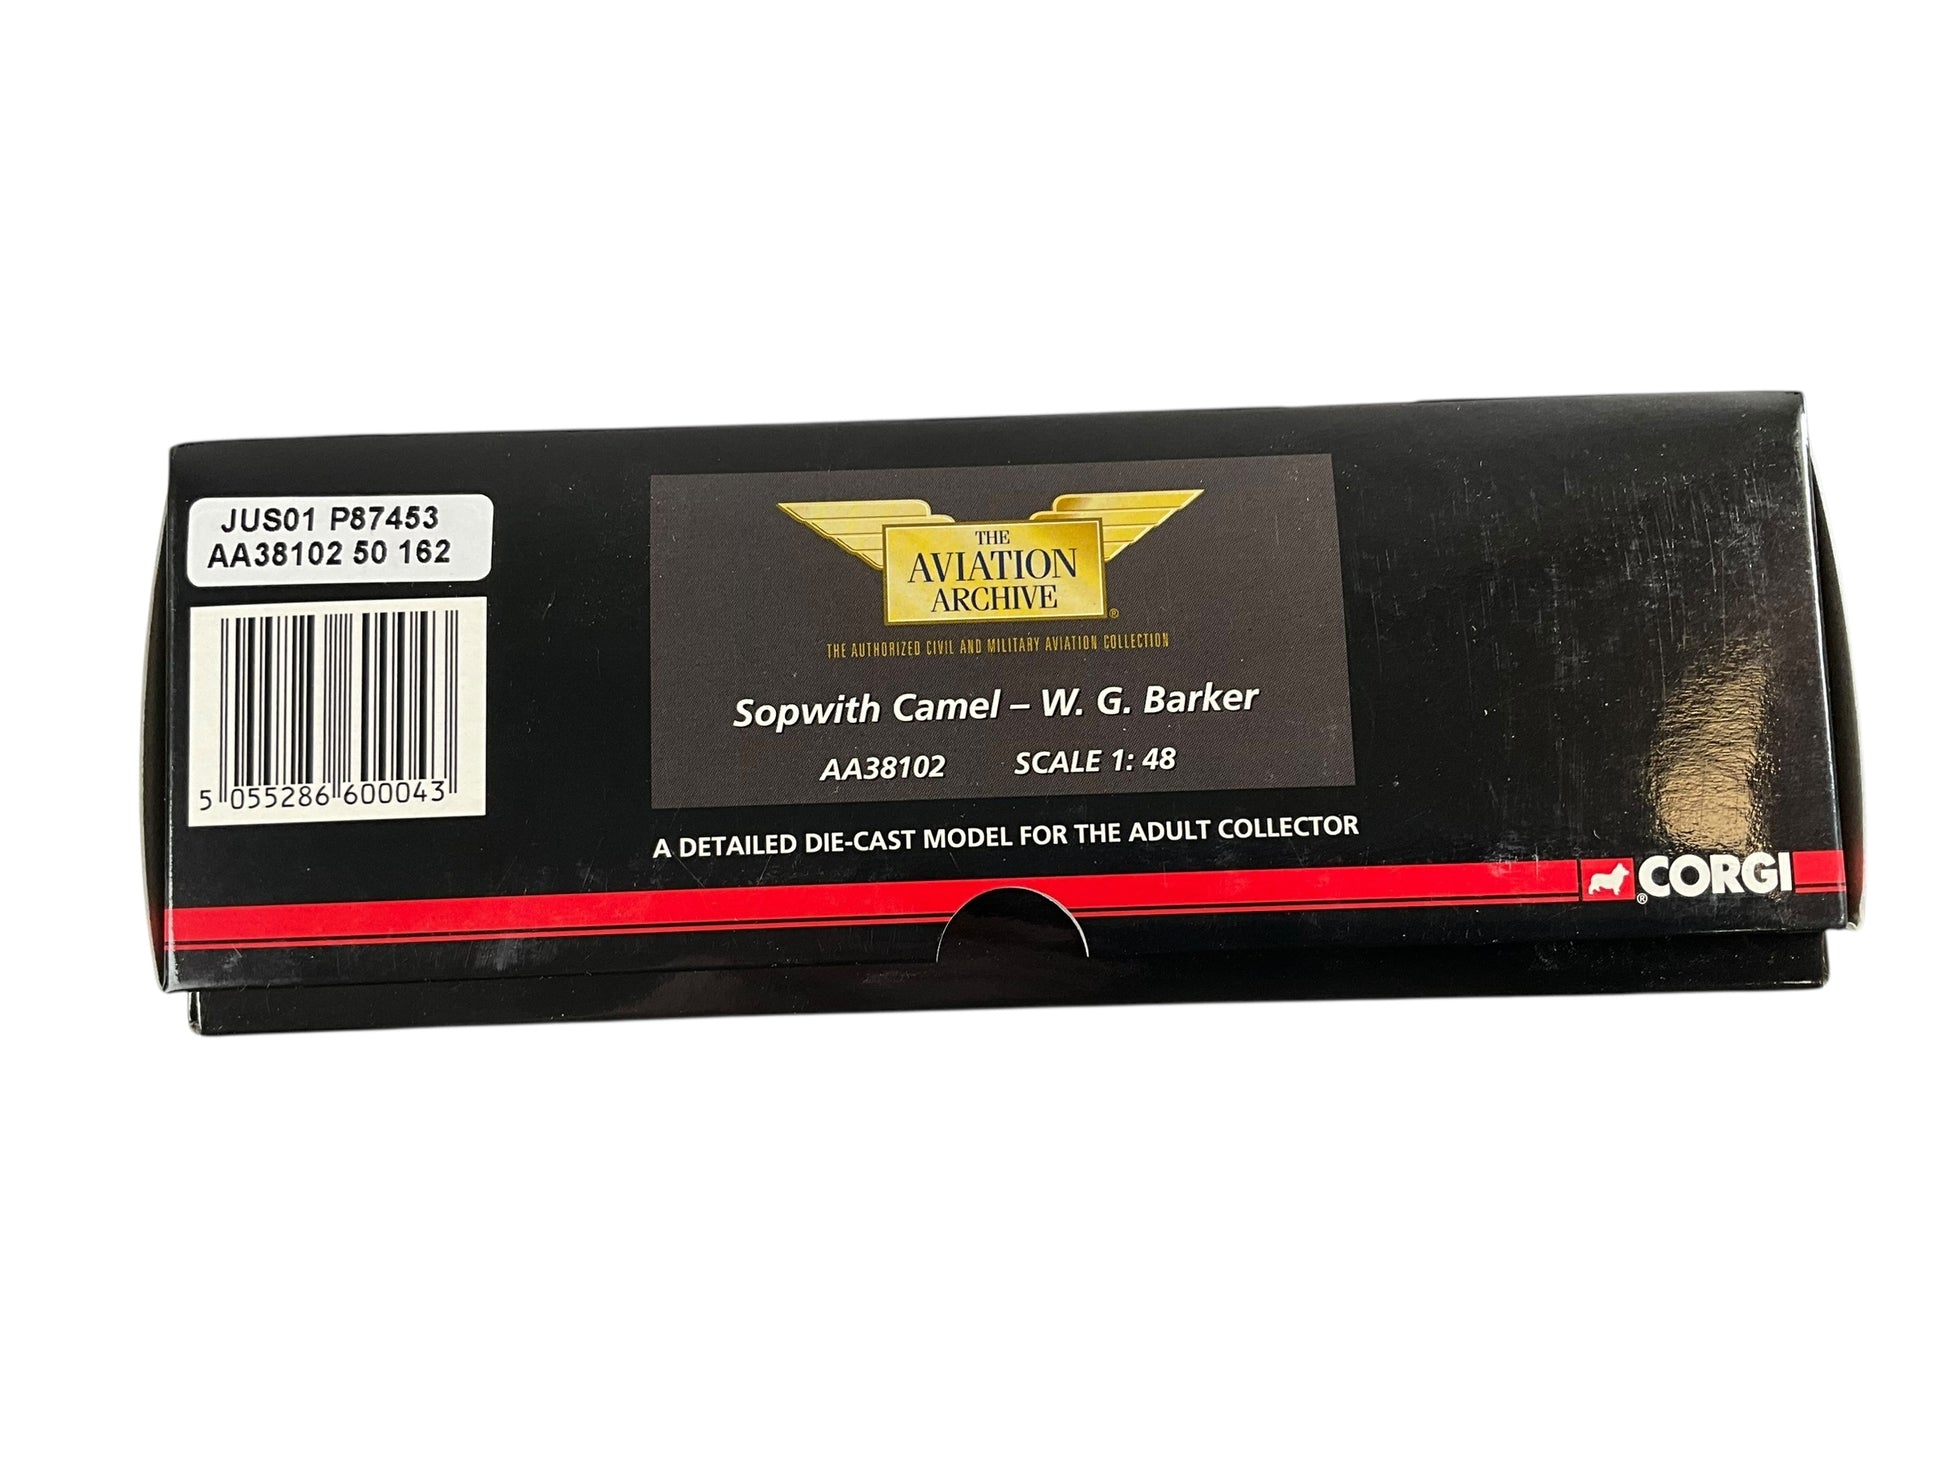 JUS01 P87453
AA38102 50 162
5 055286 600043
THE
AVIATION
ARCHIVE
®
THE AUTHORIZED CIVIL AND MILITARY AVIATION COLLECTION
Sopwith Camel – W. G. Barker
AA38102 SCALE 1: 48
A DETAILED DIE-CAST MODEL FOR THE ADULT COLLECTOR
® CORGI